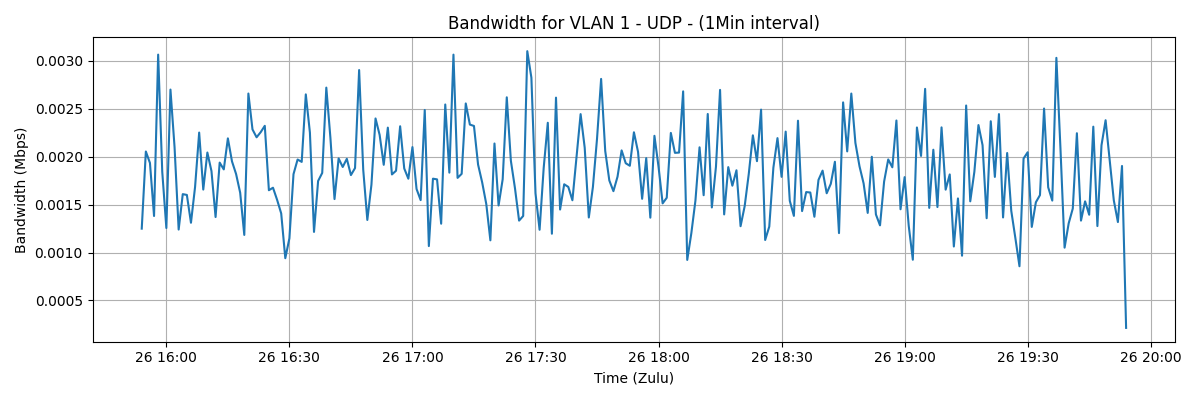 Bandwidth for VLAN 1 - UDP - (1Min interval)
Bandwidth (Mbps)
0.0030
0.0025
0.0020
0.0015
0.0010
0.0005
26 16:00 26 16:30 26 17:00 26 17:30 26 18:00 26 18:30 26 19:00 26 19:30 26 20:00
Time (Zulu)